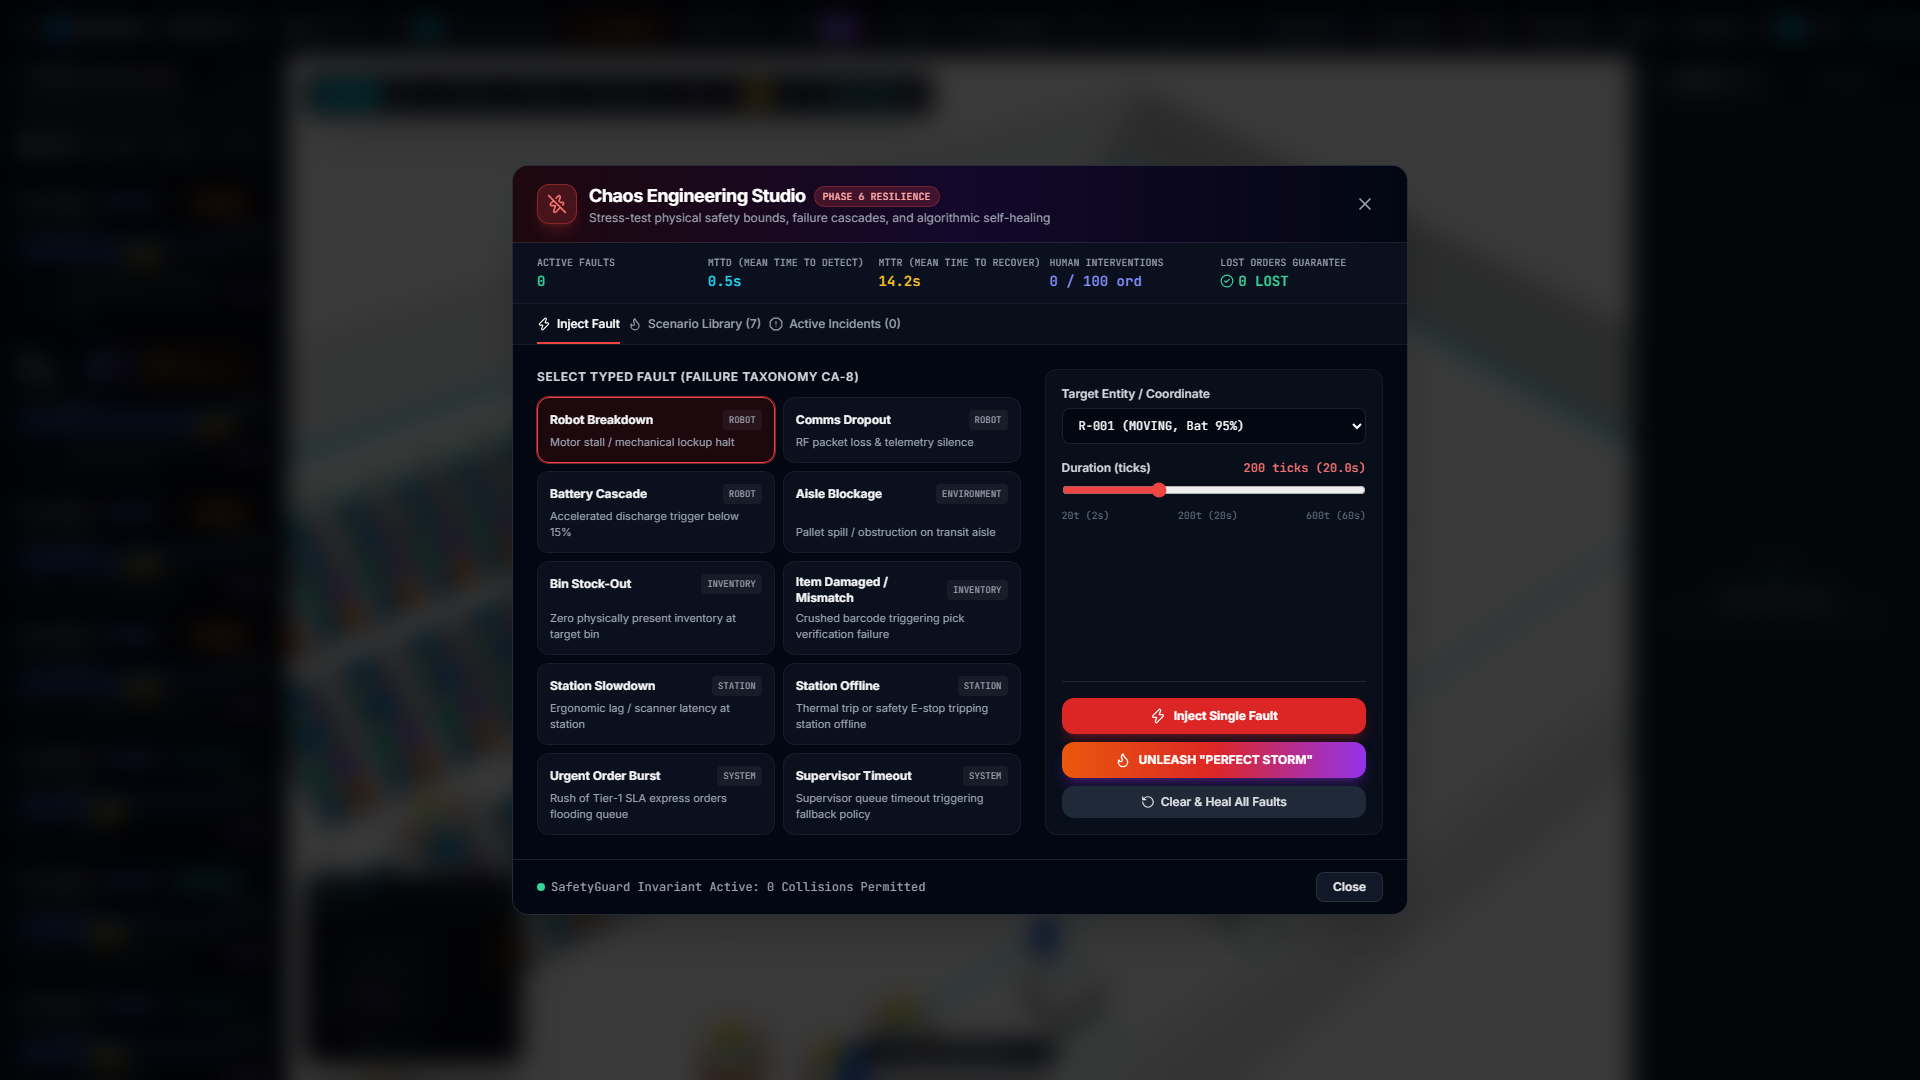 Chaos Engineering Studio
PHASE 6 RESILIENCE
Stress-test physical safety bounds, failure cascades, and algorithmic self-healing
ACTIVE FAULTS
0
MTTD (MEAN TIME TO DETECT)
0.5s
MTTR (MEAN TIME TO RECOVER)
14.2s
HUMAN INTERVENTIONS
0 / 100 ord
LOST ORDERS GUARANTEE
0 LOST
Inject Fault
Scenario Library (7)
Active Incidents (0)
SELECT TYPED FAULT (FAILURE TAXONOMY CA-8)
Robot Breakdown
ROBOT
Motor stall / mechanical lockup halt
Comms Dropout
ROBOT
RF packet loss & telemetry silence
Battery Cascade
ROBOT
Accelerated discharge trigger below
15%
Aisle Blockage
ENVIRONMENT
Pallet spill / obstruction on transit aisle
Bin Stock-Out
INVENTORY
Zero physically present inventory at
target bin
Item Damaged /
Mismatch
INVENTORY
Crushed barcode triggering pick
verification failure
Station Slowdown
STATION
Ergonomic lag / scanner latency at
station
Station Offline
STATION
Thermal trip or safety E-stop tripping
station offline
Urgent Order Burst
SYSTEM
Rush of Tier-1 SLA express orders
flooding queue
Supervisor Timeout
SYSTEM
Supervisor queue timeout triggering
fallback policy
Target Entity / Coordinate
R-001 (MOVING, Bat 95%)
Duration (ticks)
200 ticks (20.0s)
20t (2s)
200t (20s)
600t (60s)
Inject Single Fault
UNLEASH "PERFECT STORM"
Clear & Heal All Faults
SafetyGuard Invariant Active: 0 Collisions Permitted
Close